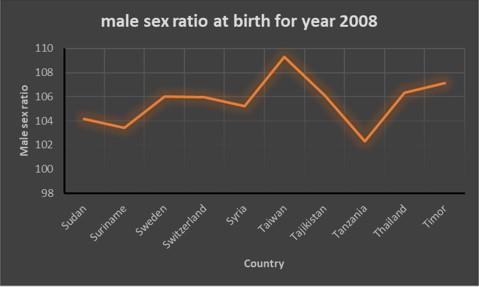 male sex ratio at birth for year 2008
Male sex ratio
110
108
106
104
102
100
98
Sudan
Suriname
Sweden
Switzerland
Syria
Taiwan
Tajikistan
Tanzania
Thailand
Timor
Country